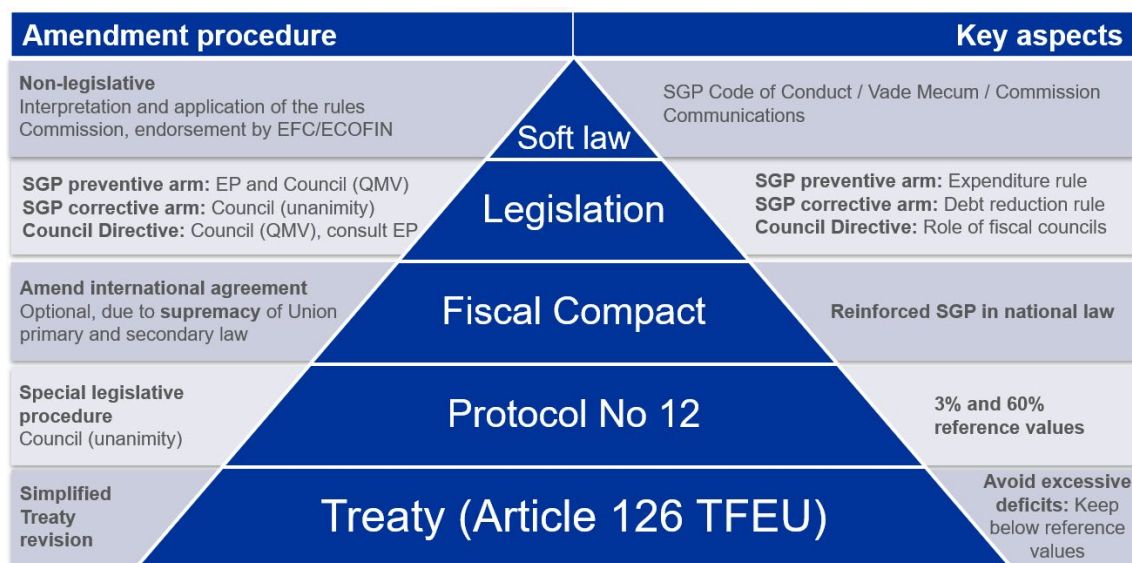 Amendment procedure
Key aspects
Non-legislative
Interpretation and application of the rules
Commission, endorsement by EFC/ECOFIN
Soft law
SGP Code of Conduct / Vade Mecum / Commission
Communications
SGP preventive arm: EP and Council (QMV)
SGP corrective arm: Council (unanimity)
Council Directive: Council (QMV), consult EP
Legislation
SGP preventive arm: Expenditure rule
SGP corrective arm: Debt reduction rule
Council Directive: Role of fiscal councils
Amend international agreement
Optional, due to supremacy of Union
primary and secondary law
Fiscal Compact
Reinforced SGP in national law
Special legislative
procedure
Council (unanimity)
Protocol No 12
3% and 60%
reference values
Simplified
Treaty
revision
Treaty (Article 126 TFEU)
Avoid excessive
deficits: Keep
below reference
values